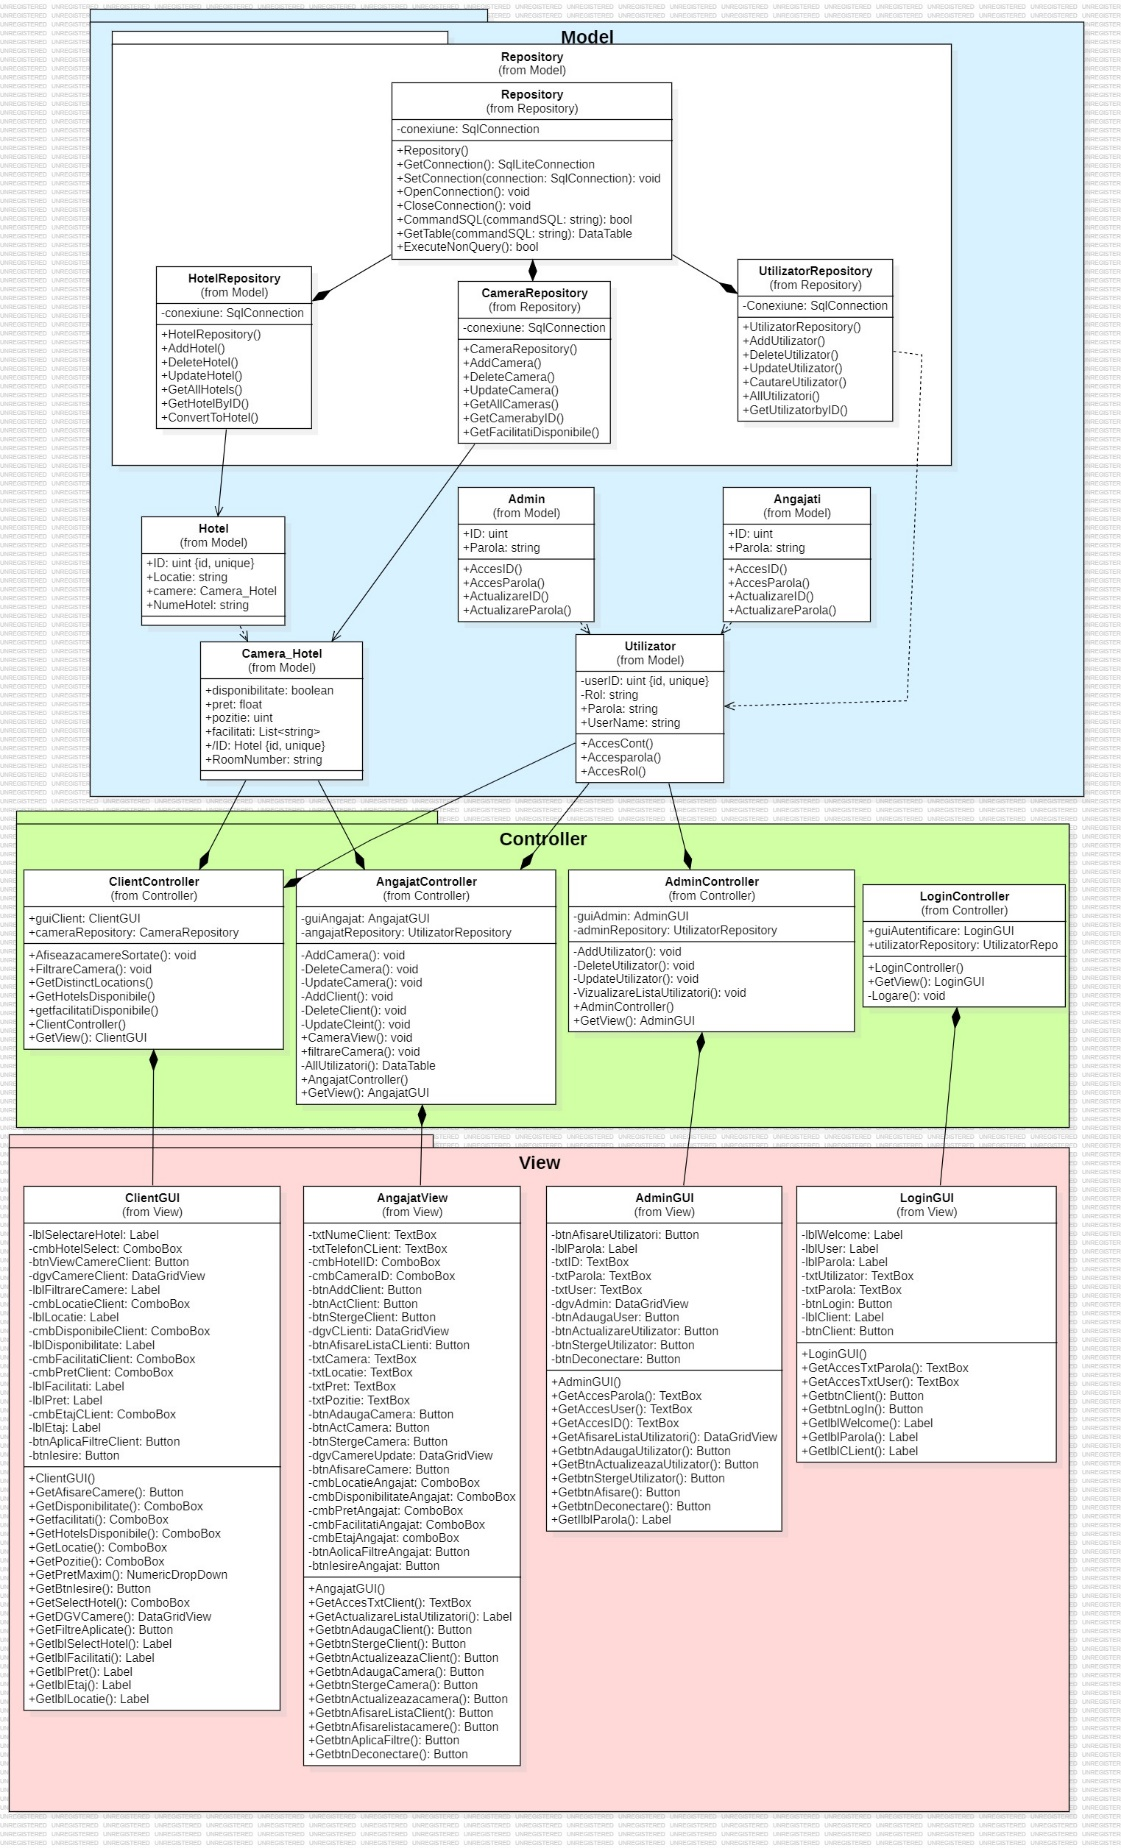 Model
Repository
(from Model)
Repository
(from Repository)
-conexiune: SqlConnection
+Repository()
+GetConnection(): SqlLiteConnection
+SetConnection(connection: SqlConnection): void
+OpenConnection(): void
+CloseConnection(): void
+CommandSQL(commandSQL: string): bool
+GetTable(commandSQL: string): DataTable
+ExecuteNonQuery(): bool
HotelRepository
(from Model)
-conexiune: SqlConnection
+HotelRepository()
+AddHotel()
+DeleteHotel()
+UpdateHotel()
+GetAllHotels()
+GetHotelByID()
+ConvertToHotel()
CameraRepository
(from Repository)
-conexiune: SqlConnection
+CameraRepository()
+AddCamera()
+DeleteCamera()
+UpdateCamera()
+GetAllCameras()
+GetCamerabyID()
+GetFacilitatiDisponibile()
UtilizatorRepository
(from Repository)
-Conexiune: SqlConnection
+UtilizatorRepository()
+AddUtilizator()
+DeleteUtilizator()
+UpdateUtilizator()
+CautareUtilizator()
+AllUtilizatori()
+GetUtilizatorbyID()
Hotel
(from Model)
+ID: uint {id, unique}
+Locatie: string
+camere: Camera_Hotel
+NumeHotel: string
Admin
(from Model)
+ID: uint
+Parola: string
+AccesID()
+AccesParola()
+ActualizareID()
+ActualizareParola()
Angajati
(from Model)
+ID: uint
+Parola: string
+AccesID()
+AccesParola()
+ActualizareID()
+ActualizareParola()
Camera_Hotel
(from Model)
+disponibilitate: boolean
+pret: float
+pozitie: uint
+facilitati: List<string>
+/ID: Hotel {id, unique}
+RoomNumber: string
Utilizator
(from Model)
-userID: uint {id, unique}
-Rol: string
+Parola: string
+UserName: string
+AccesCont()
+Accesparola()
+AccesRol()
Controller
ClientController
(from Controller)
+guiClient: ClientGUI
+cameraRepository: CameraRepository
+AfiseazacamereSortate(): void
+FiltrareCamera(): void
+GetDistinctLocations()
+GetHotelsDisponibile()
+getfacilitatiDisponibile()
+ClientController()
+GetView(): ClientGUI
AngajatController
(from Controller)
-guiAngajat: AngajatGUI
-angajatRepository: UtilizatorRepository
-AddCamera(): void
-DeleteCamera(): void
-UpdateCamera(): void
-AddClient(): void
-DeleteClient(): void
-UpdateCleint(): void
+CameraView(): void
+filtrareCamera(): void
-AllUtilizatori(): DataTable
+AngajatController()
+GetView(): AngajatGUI
AdminController
(from Controller)
-guiAdmin: AdminGUI
-adminRepository: UtilizatorRepository
-AddUtilizator(): void
-DeleteUtilizator(): void
-UpdateUtilizator(): void
-VizualizareListaUtilizatori(): void
+AdminController()
+GetView(): AdminGUI
LoginController
(from Controller)
+guiAutentificare: LoginGUI
+utilizatorRepository: UtilizatorRepo
+LoginController()
+GetView(): LoginGUI
-Logare(): void
View
ClientGUI
(from View)
-lblSelectareHotel: Label
-cmbHotelSelect: ComboBox
-btnViewCamereClient: Button
-dgvCamereClient: DataGridView
-lblFiltrareCamere: Label
-cmbLocatieClient: ComboBox
-lblLocatie: Label
-cmbDisponibileClient: ComboBox
-lblDisponibilitate: Label
-cmbFacilitatiClient: ComboBox
-cmbPretClient: ComboBox
-lblFacilitati: Label
-lblPret: Label
-cmbEtajCLient: ComboBox
-lblEtaj: Label
-btnAplicaFiltreClient: Button
-btnIesire: Button
+ClientGUI()
+GetAfisareCamere(): Button
+GetDisponibilitate(): ComboBox
+Getfacilitati(): ComboBox
+GetHotelsDisponibile(): ComboBox
+GetLocatie(): ComboBox
+GetPozitie(): ComboBox
+GetPretMaxim(): NumericDropDown
+GetBtnIesire(): Button
+GetSelectHotel(): ComboBox
+GetDGVCamere(): DataGridView
+GetFiltreAplicate(): Button
+GetlblSelectHotel(): Label
+GetlblFacilitati(): Label
+GetlblPret(): Label
+GetlblEtaj(): Label
+GetlblLocatie(): Label
AngajatView
(from View)
-txtNumeClient: TextBox
-txtTelefonCLient: TextBox
-cmbHotelID: ComboBox
-cmbCameraID: ComboBox
-btnAddClient: Button
-btnActClient: Button
-btnStergeClient: Button
-dgvCLienti: DataGridView
-btnAfisareListaCLienti: Button
-txtCamera: TextBox
-txtLocatie: TextBox
-txtPret: TextBox
-txtPozitie: TextBox
-btnAdaugaCamera: Button
-btnActCamera: Button
-btnStergeCamera: Button
-dgvCamereUpdate: DataGridView
-btnAfisareCamere: Button
-cmbLocatieAngajat: ComboBox
-cmbDisponibilitateAngajat: ComboBox
-cmbPretAngajat: ComboBox
-cmbFacilitatiAngajat: ComboBox
-cmbEtajAngajat: comboBox
-btnAolicaFiltreAngajat: Button
-btnIesireAngajat: Button
+AngajatGUI()
+GetAccesTxtClient(): TextBox
+GetActualizareListaUtilizatori(): Label
+GetbtnAdaugaClient(): Button
+GetbtnStergeClient(): Button
+GetbtnActualizeazaClient(): Button
+GetbtnAdaugaCamera(): Button
+GetbtnStergeCamera(): Button
+GetbtnActualizeazacamera(): Button
+GetbtnAfisareListaClient(): Button
+GetbtnAfisarelistacamere(): Button
+GetbtnAplicaFiltre(): Button
+GetbtnDeconectare(): Button
AdminGUI
(from View)
-btnAfisareUtilizatori: Button
-lblParola: Label
-txtID: TextBox
-txtParola: TextBox
-txtUser: TextBox
-dgvAdmin: DataGridView
-btnAdaugaUser: Button
-btnActualizareUtilizator: Button
-btnStergeUtilizator: Button
-btnDeconectare: Button
+AdminGUI()
+GetAccesParola(): TextBox
+GetAccesUser(): TextBox
+GetAccesID(): TextBox
+GetAfisareListaUtilizatori(): DataGridView
+GetbtnAdaugaUtilizator(): Button
+GetBtnActualizeazaUtilizator(): Button
+GetbtnStergeUtilizator(): Button
+GetbtnAfisare(): Button
+GetbtnDeconectare(): Button
+GetllblParola(): Label
LoginGUI
(from View)
-lblWelcome: Label
-lblUser: Label
-lblParola: Label
-txtUtilizator: TextBox
-txtParola: TextBox
-btnLogin: Button
-lblClient: Label
-btnClient: Button
+LoginGUI()
+GetAccesTxtParola(): TextBox
+GetAccesTxtUser(): TextBox
+GetbtnClient(): Button
+GetbtnLogIn(): Button
+GetlblWelcome(): Label
+GetlblParola(): Label
+GetlblCLient(): Label